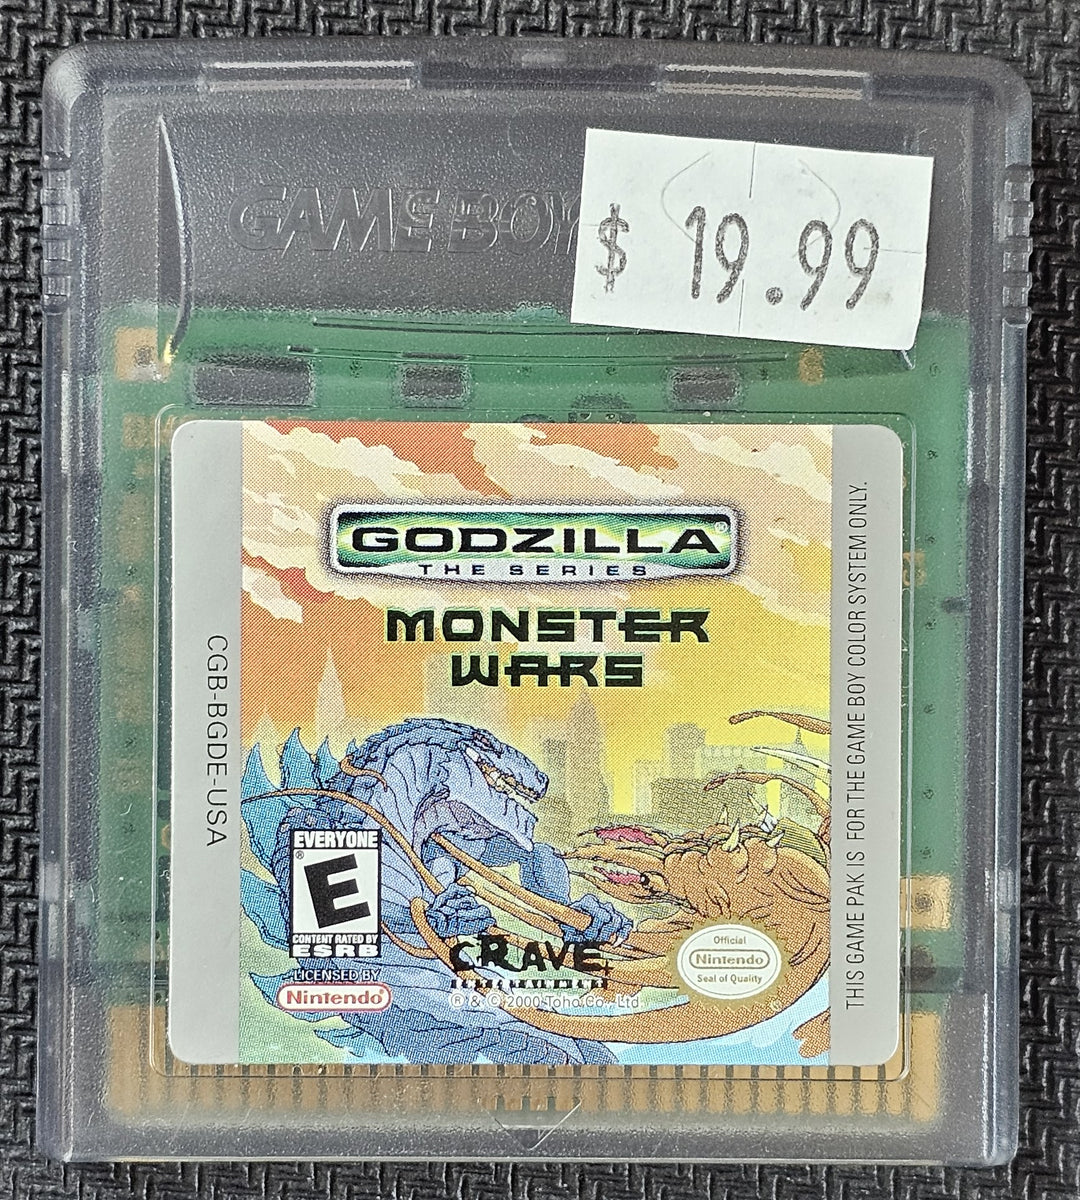 GAME BOY
$ 19.99
GODZILLA®
THE SERIES
MONSTER
WARS
CGB-BGDE-USA
THIS GAME PAK IS FOR THE GAME BOY COLOR SYSTEM ONLY.
EVERYONE
E
®
CONTENT RATED BY
ESRB
LICENSED BY
Nintendo
CRAVE
ENTERTAINMENT
® & © 2000 Toho Co., Ltd.
Official
Nintendo
Seal of Quality